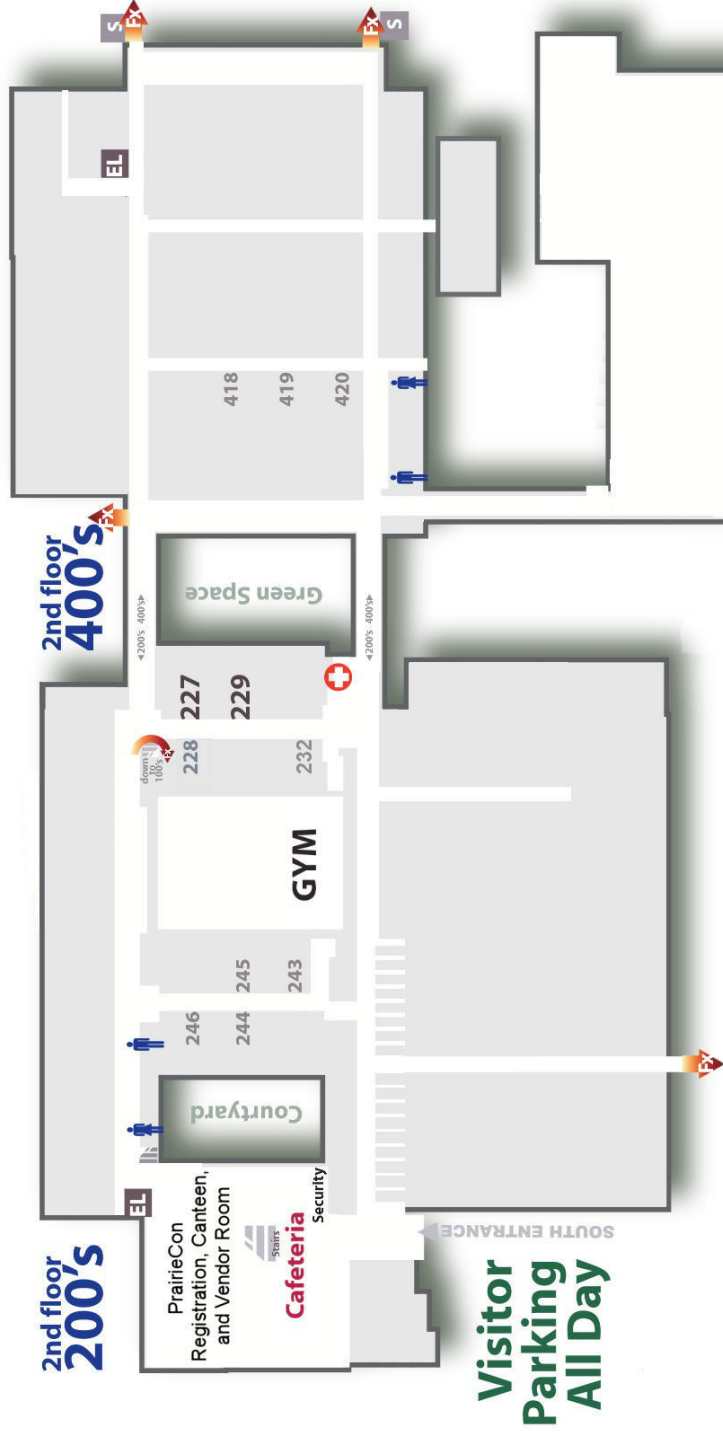 2nd floor
200's
2nd floor
400's
EL
EL
S
Fx
Fx
Fx
down
to
100's
Fx
◂200's 400's▸
PrairieCon
Registration, Canteen,
and Vendor Room
Stairs
Cafeteria
Security
Courtyard
246
244
245
243
GYM
228
232
227
229
Green Space
418
419
420
◂200's 400's▸
Fx
S
SOUTH ENTRANCE
Visitor
Parking
All Day